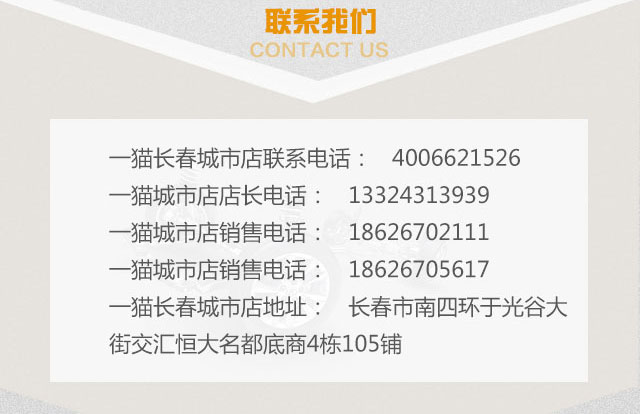 联系我们
CONTACT US
一猫长春城市店联系电话： 4006621526
一猫城市店店长电话： 13324313939
一猫城市店销售电话： 18626702111
一猫城市店销售电话： 18626705617
一猫长春城市店地址： 长春市南四环于光谷大
街交汇恒大名都底商4栋105铺